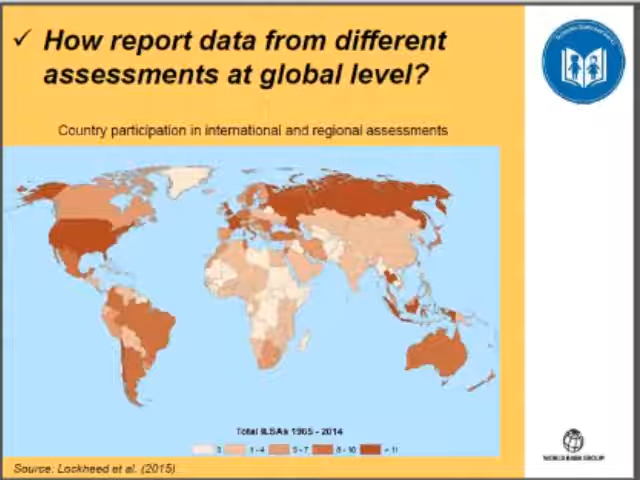 ✓ How report data from different
assessments at global level?
Country participation in international and regional assessments
Total ILSAs 1965 - 2014
0 1 - 4 5 - 7 8 - 10 > 11
Source: Lockheed et al. (2015)
WORLD BANK GROUP